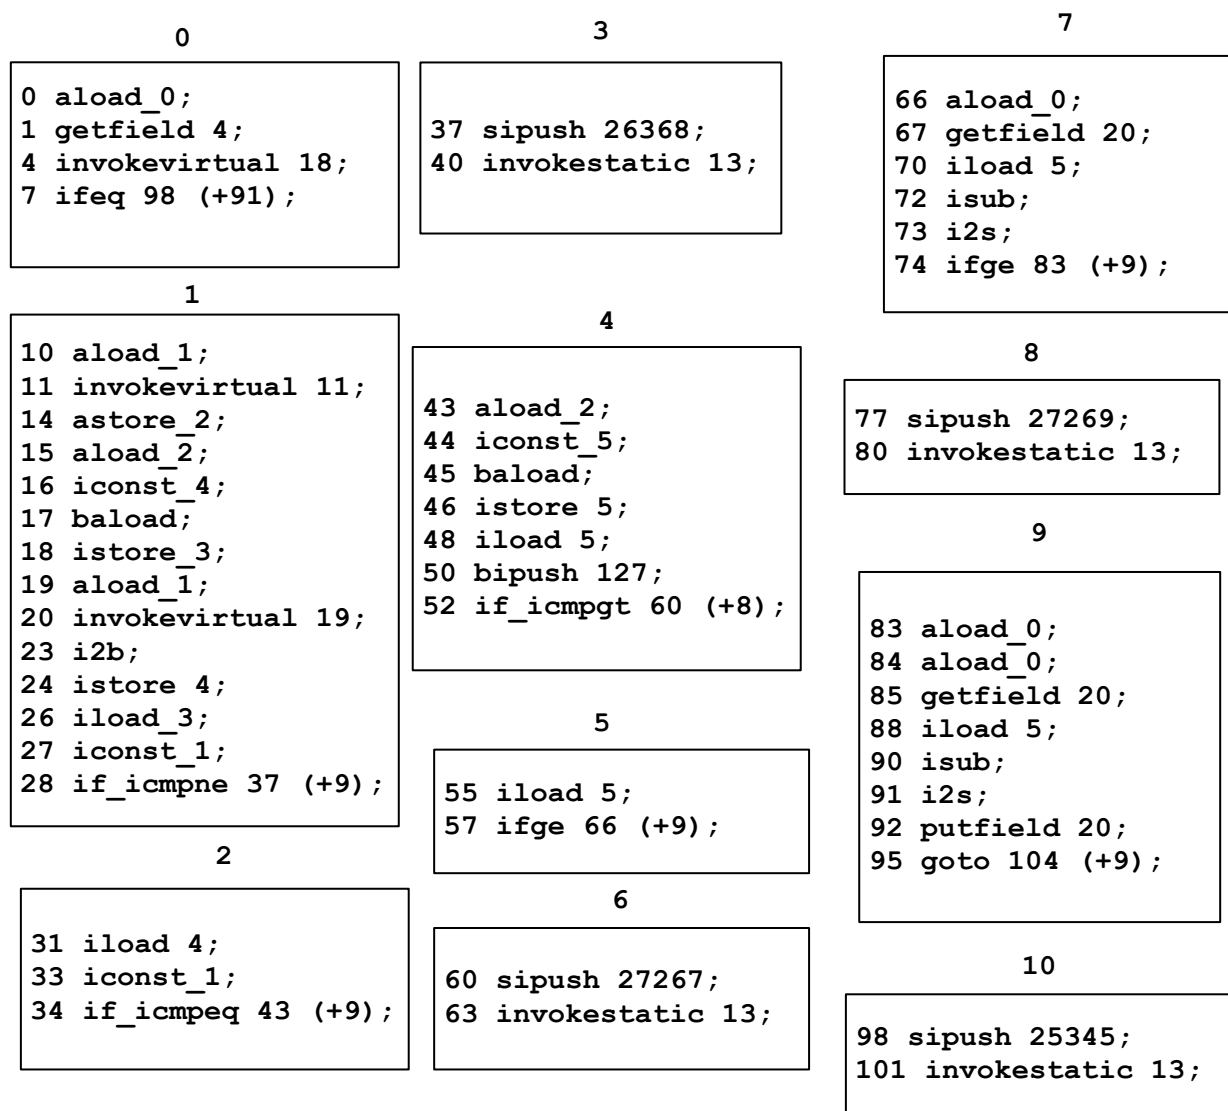 0
0 aload_0;
1 getfield 4;
4 invokevirtual 18;
7 ifeq 98 (+91);
1
10 aload_1;
11 invokevirtual 11;
14 astore_2;
15 aload_2;
16 iconst_4;
17 baload;
18 istore_3;
19 aload_1;
20 invokevirtual 19;
23 i2b;
24 istore 4;
26 iload_3;
27 iconst_1;
28 if_icmpne 37 (+9);
2
31 iload 4;
33 iconst_1;
34 if_icmpeq 43 (+9);
3
37 sipush 26368;
40 invokestatic 13;
4
43 aload_2;
44 iconst_5;
45 baload;
46 istore 5;
48 iload 5;
50 bipush 127;
52 if_icmpgt 60 (+8);
5
55 iload 5;
57 ifge 66 (+9);
6
60 sipush 27267;
63 invokestatic 13;
7
66 aload_0;
67 getfield 20;
70 iload 5;
72 isub;
73 i2s;
74 ifge 83 (+9);
8
77 sipush 27269;
80 invokestatic 13;
9
83 aload_0;
84 aload_0;
85 getfield 20;
88 iload 5;
90 isub;
91 i2s;
92 putfield 20;
95 goto 104 (+9);
10
98 sipush 25345;
101 invokestatic 13;